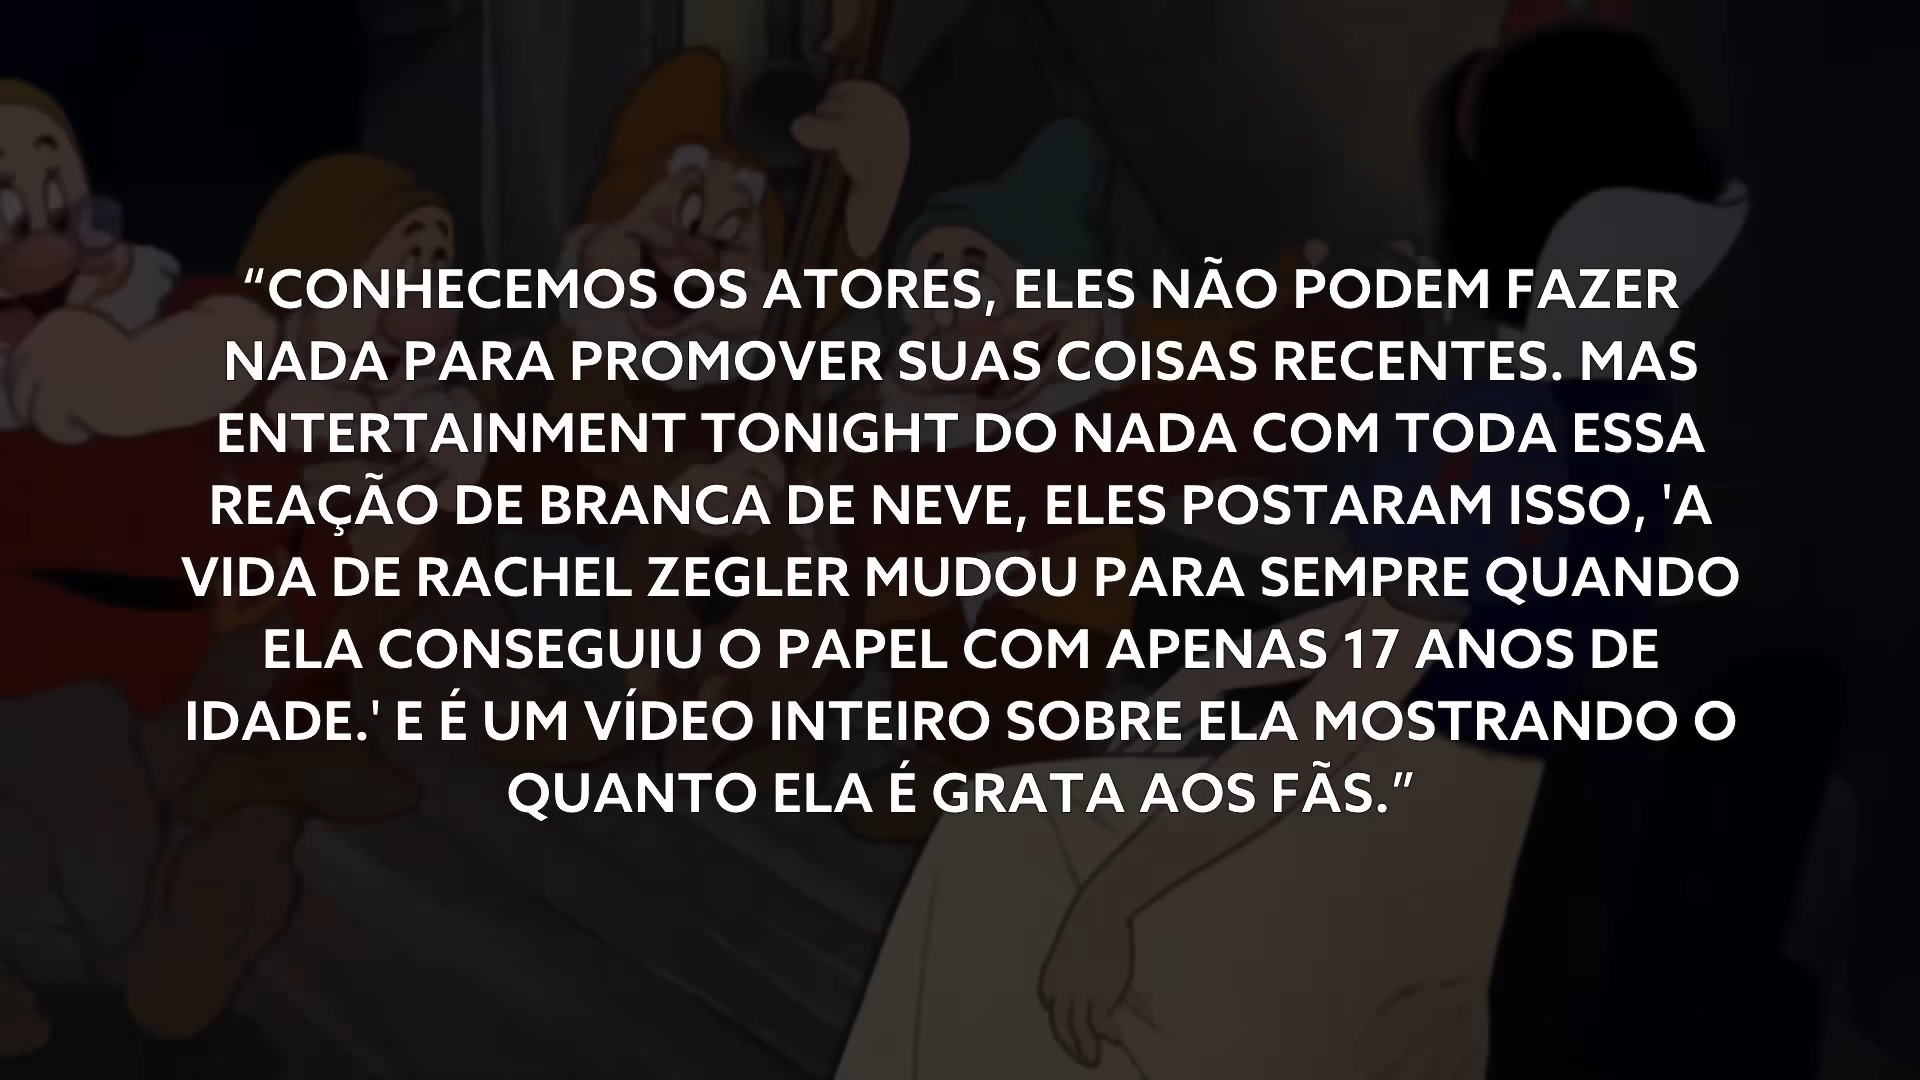 “CONHECEMOS OS ATORES, ELES NÃO PODEM FAZER
NADA PARA PROMOVER SUAS COISAS RECENTES. MAS
ENTERTAINMENT TONIGHT DO NADA COM TODA ESSA
REAÇÃO DE BRANCA DE NEVE, ELES POSTARAM ISSO, 'A
VIDA DE RACHEL ZEGLER MUDOU PARA SEMPRE QUANDO
ELA CONSEGUIU O PAPEL COM APENAS 17 ANOS DE
IDADE.' E É UM VÍDEO INTEIRO SOBRE ELA MOSTRANDO O
QUANTO ELA É GRATA AOS FÃS.”